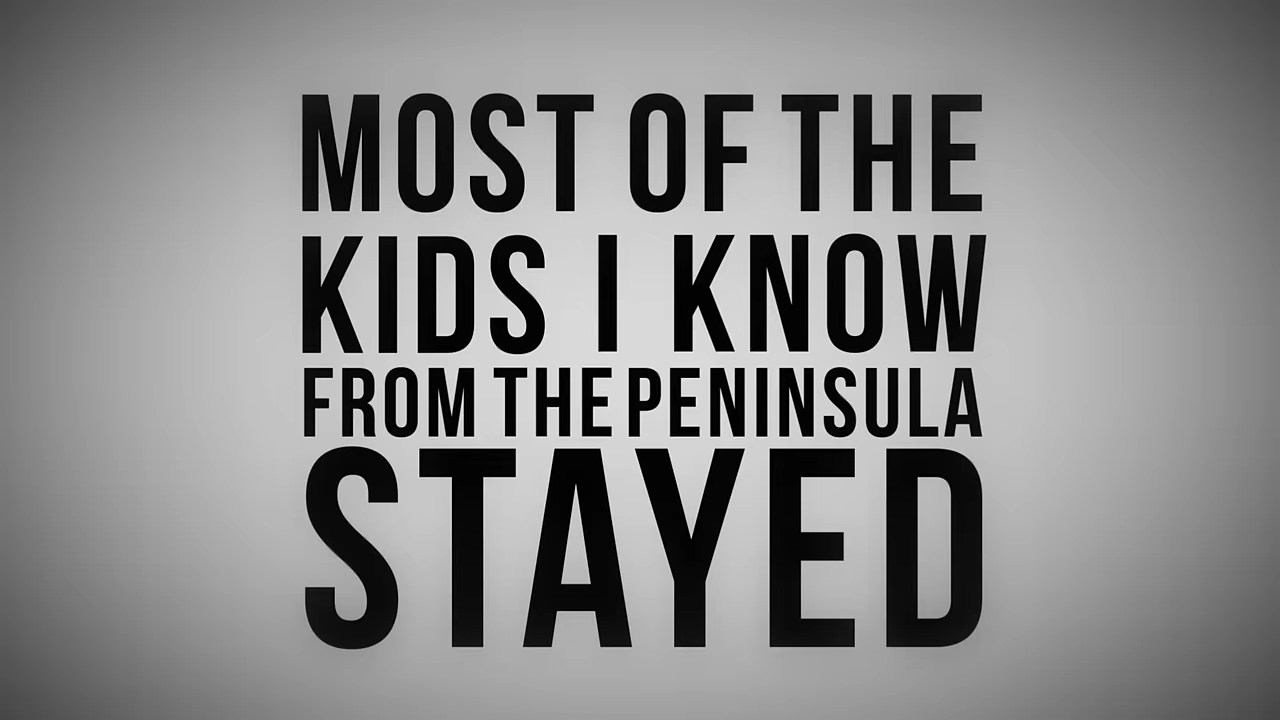 MOST OF THE
KIDS I KNOW
FROM THE PENINSULA
STAYED